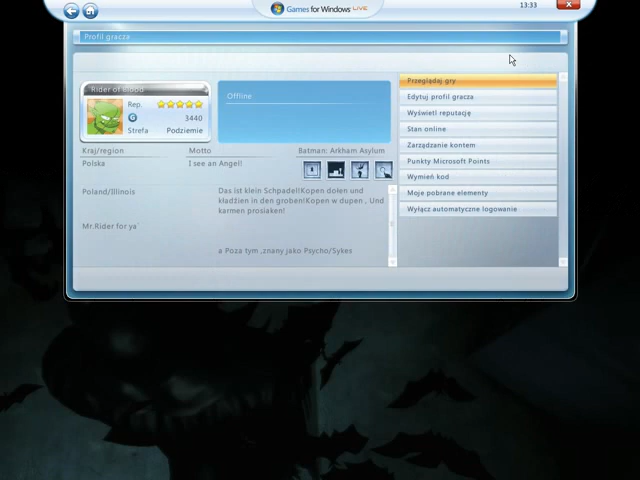 Games for Windows LIVE
13:33
Profil gracza
Rider of Blood
Rep.
G 3440
Strefa Podziemie
Offline
Kraj/region
Polska
Motto
I see an Angel!
Batman: Arkham Asylum
Poland/Illinois
Mr.Rider for ya`
Das ist klein Schpadel!Kopen dołen und
kładzien in den groben!Kopen w dupen , Und
karmen prosiaken!
a Poza tym ,znany jako Psycho/Sykes
Przeglądaj gry
Edytuj profil gracza
Wyświetl reputację
Stan online
Zarządzanie kontem
Punkty Microsoft Points
Wymień kod
Moje pobrane elementy
Wyłącz automatyczne logowanie